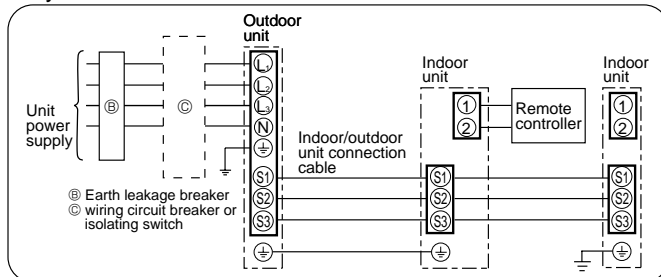 Outdoor
unit
Unit
power
supply
Ⓑ
Ⓒ
L1
L2
L3
N
S1
S2
S3
Indoor/outdoor
unit connection
cable
Indoor
unit
1
2
Remote
controller
S1
S2
S3
Indoor
unit
1
2
S1
S2
S3
Ⓑ Earth leakage breaker
Ⓒ wiring circuit breaker or
isolating switch